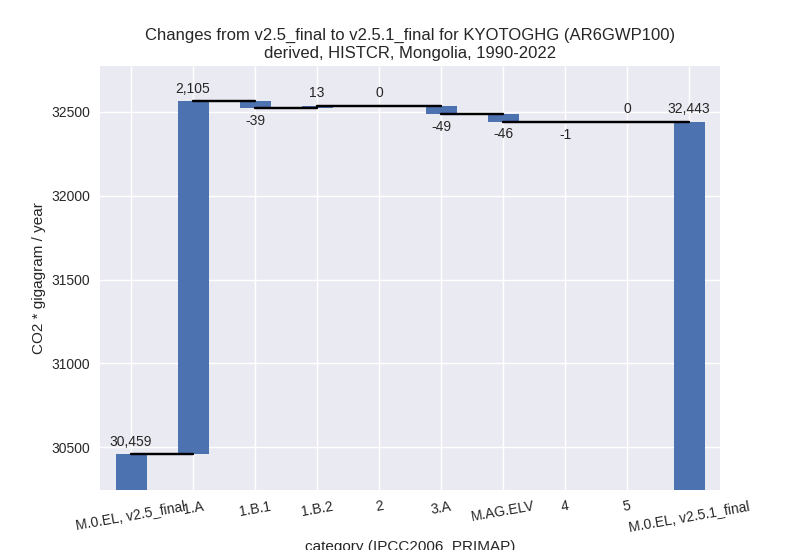 Changes from v2.5_final to v2.5.1_final for KYOTOGHG (AR6GWP100)
derived, HISTCR, Mongolia, 1990-2022
CO2 * gigagram / year
32500
32000
31500
31000
30500
30,459
2,105
-39
13
0
-49
-46
-1
0
32,443
M.0.EL, v2.5_final
1.A
1.B.1
1.B.2
2
3.A
M.AG.ELV
4
5
M.0.EL, v2.5.1_final
category (IPCC2006_PRIMAP)